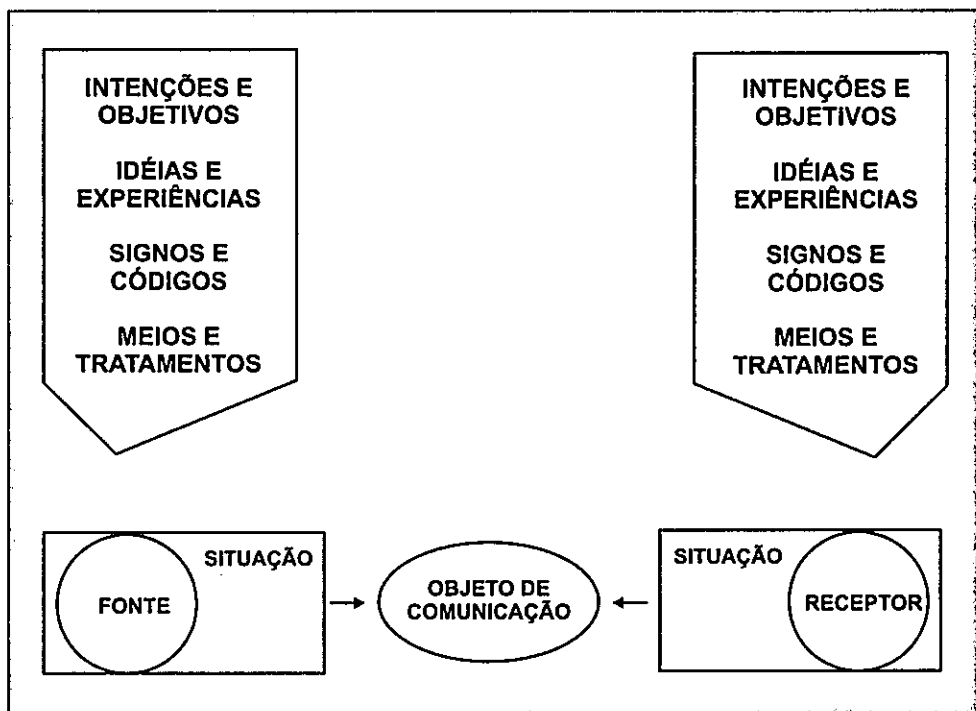 INTENÇÕES E
OBJETIVOS
IDÉIAS E
EXPERIÊNCIAS
SIGNOS E
CÓDIGOS
MEIOS E
TRATAMENTOS
INTENÇÕES E
OBJETIVOS
IDÉIAS E
EXPERIÊNCIAS
SIGNOS E
CÓDIGOS
MEIOS E
TRATAMENTOS
SITUAÇÃO
FONTE
OBJETO DE
COMUNICAÇÃO
SITUAÇÃO
RECEPTOR